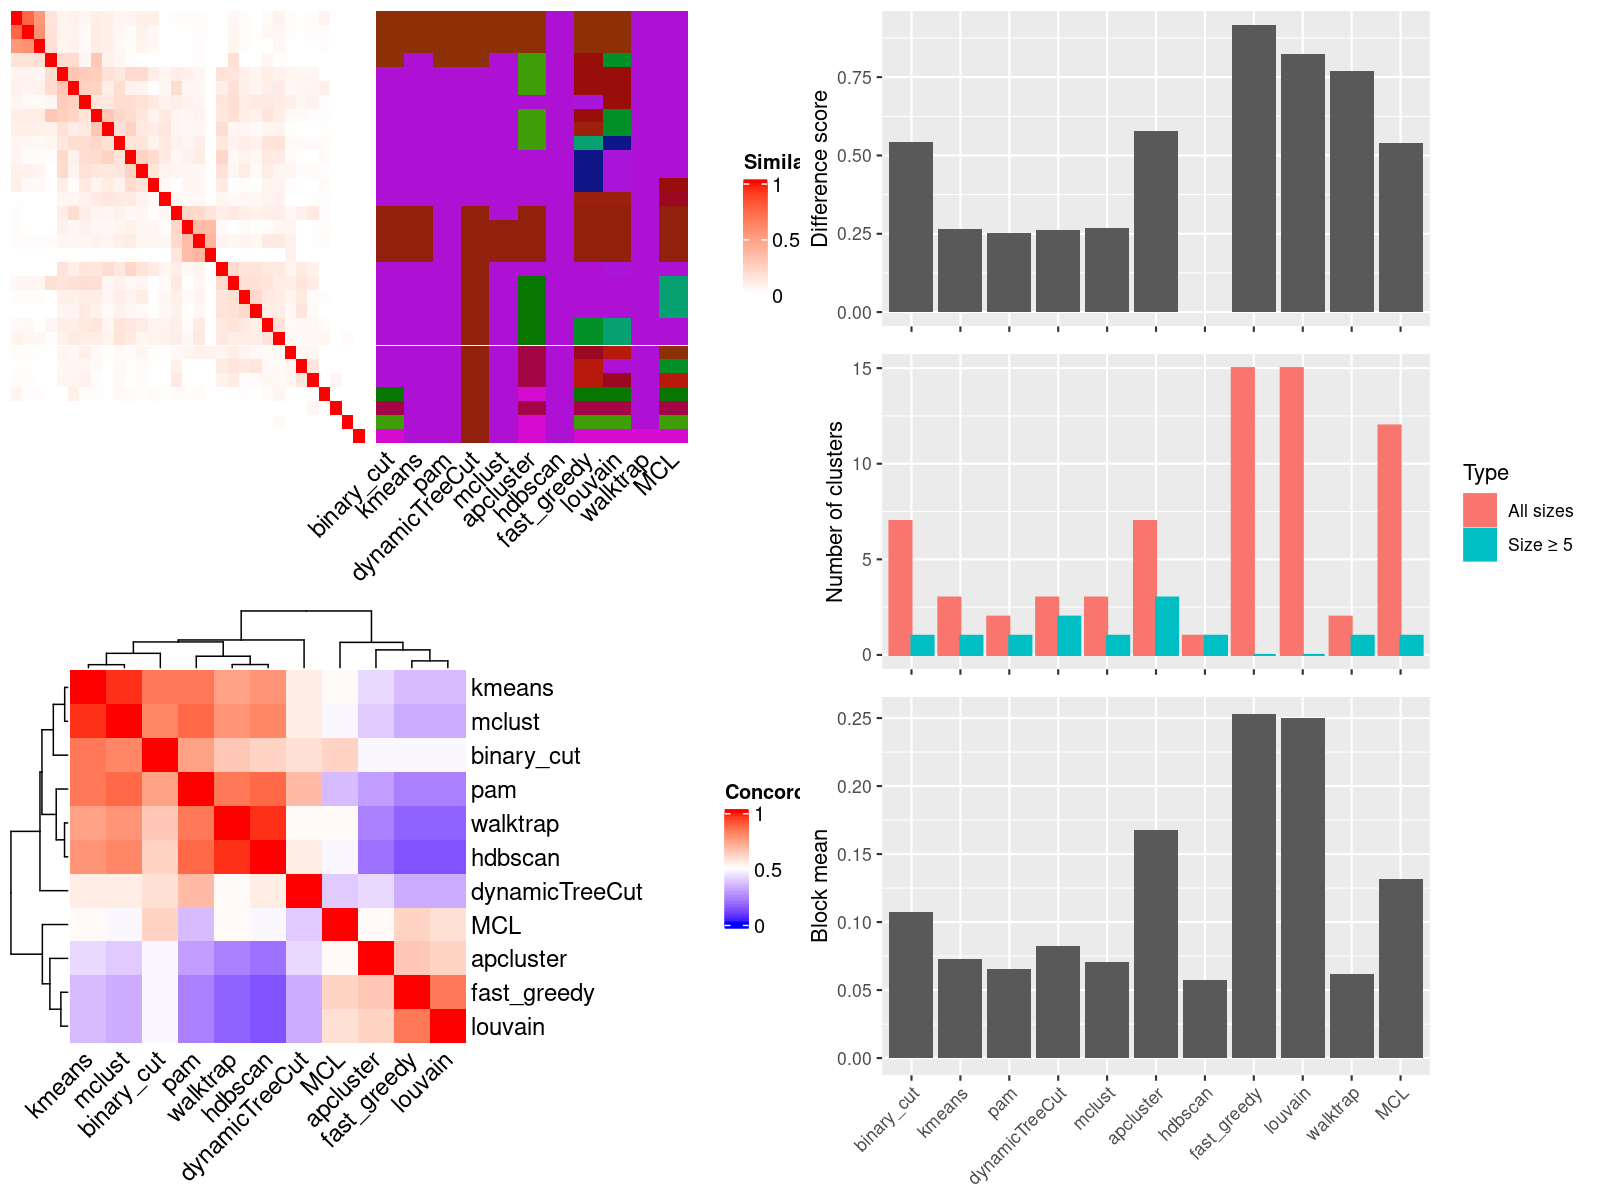 Simila
1
0.5
0
binary_cut
kmeans
pam
dynamicTreeCut
mclust
apcluster
hdbscan
fast_greedy
louvain
walktrap
MCL
kmeans
mclust
binary_cut
pam
walktrap
hdbscan
dynamicTreeCut
MCL
apcluster
fast_greedy
louvain
Concord
1
0.5
0
kmeans
mclust
binary_cut
pam
walktrap
hdbscan
dynamicTreeCut
MCL
apcluster
fast_greedy
louvain
Difference score
0.75
0.50
0.25
0.00
Number of clusters
15
10
5
0
Type
All sizes
Size ≥ 5
Block mean
0.25
0.20
0.15
0.10
0.05
0.00
binary_cut
kmeans
pam
dynamicTreeCut
mclust
apcluster
hdbscan
fast_greedy
louvain
walktrap
MCL